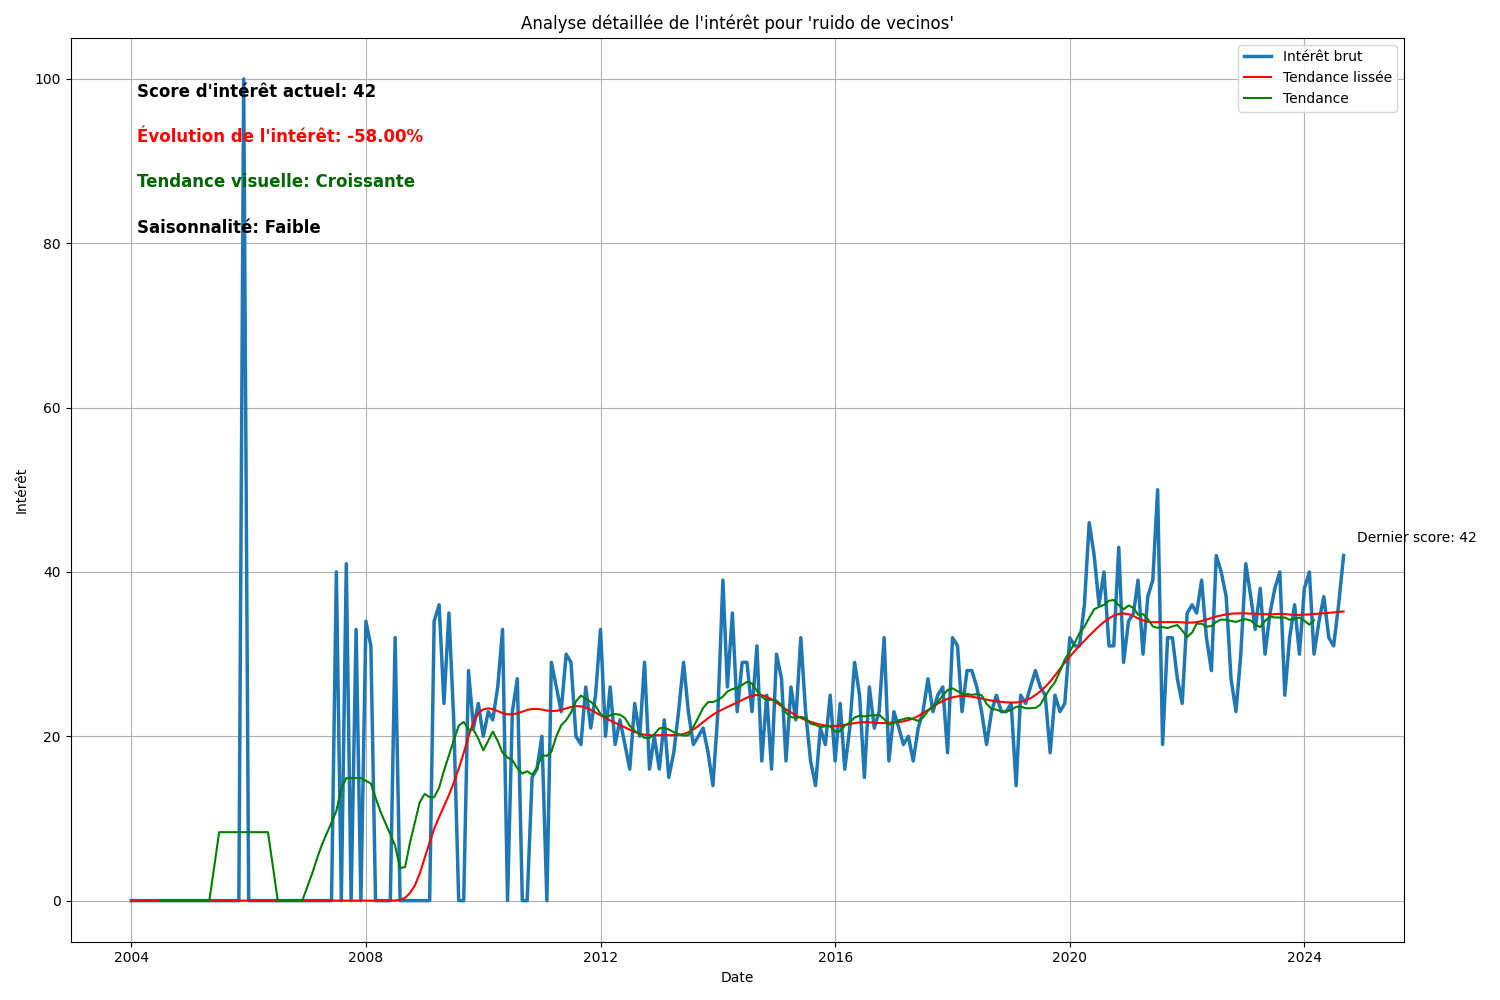 Analyse détaillée de l'intérêt pour 'ruido de vecinos'
Intérêt brut
Tendance lissée
Tendance
Score d'intérêt actuel: 42
Évolution de l'intérêt: -58.00%
Tendance visuelle: Croissante
Saisonnalité: Faible
Dernier score: 42
Intérêt
100
80
60
40
20
0
2004
2008
2012
2016
2020
2024
Date